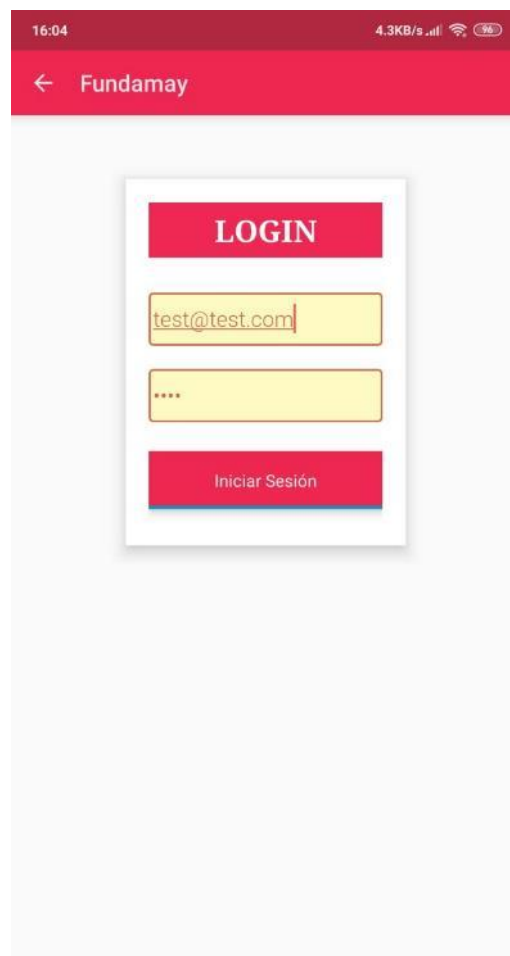 16:04
4.3KB/s
96
Fundamay
LOGIN
test@test.com
••••
Iniciar Sesión